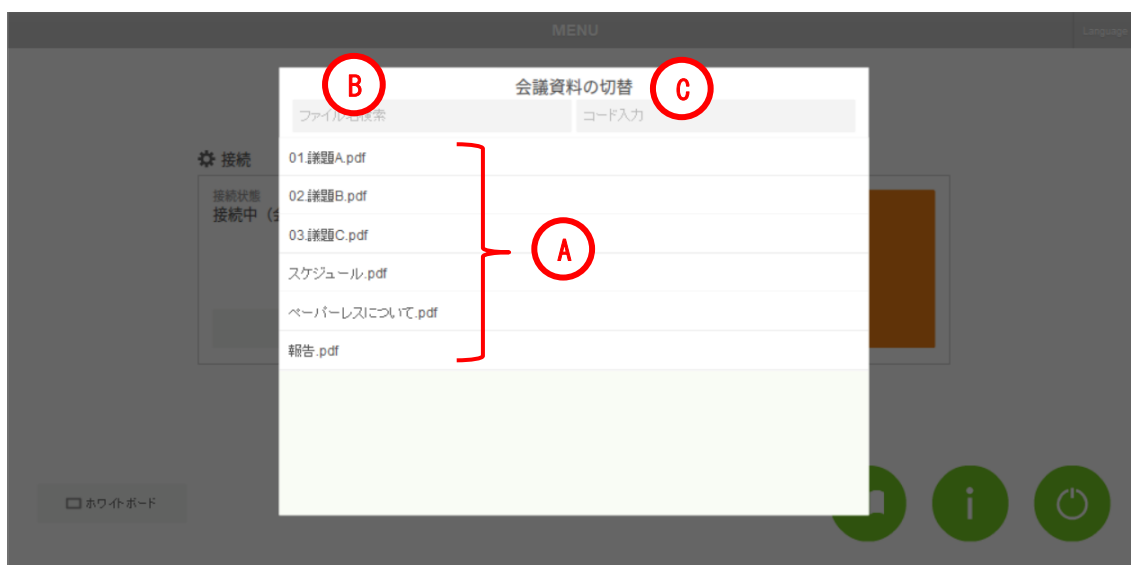 MENU
Language
会議資料の切替
B
C
ファイル名検索
コード入力
接続
01.議題A.pdf
接続状態
接続中（会
02.議題B.pdf
03.議題C.pdf
A
スケジュール.pdf
ペーパーレスについて.pdf
報告.pdf
ホワイトボード
i